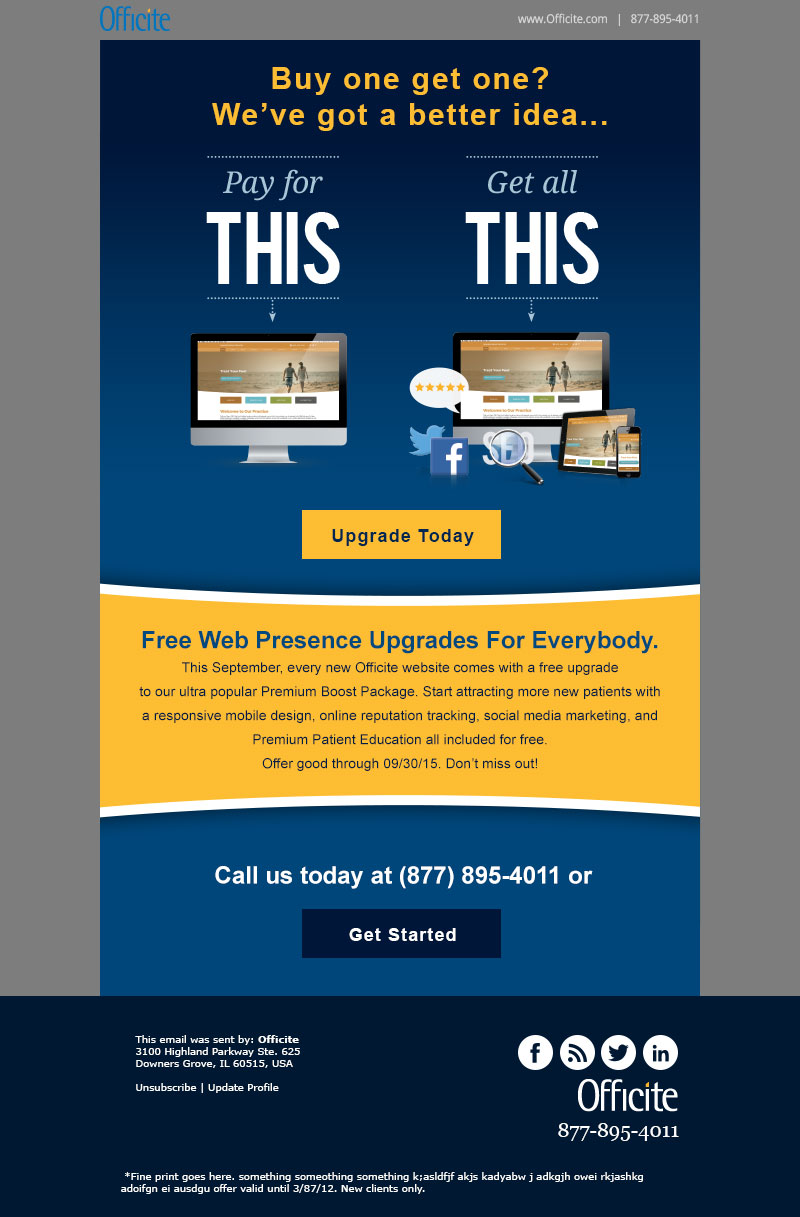 Officite
www.Officite.com | 877-895-4011
Buy one get one?
We've got a better idea...
Pay for
THIS
Get all
THIS
Trust Your Feet
Welcome to Our Practice
Trust Your Feet
Welcome to Our Practice
SEO
Upgrade Today
Free Web Presence Upgrades For Everybody.
This September, every new Officite website comes with a free upgrade
to our ultra popular Premium Boost Package. Start attracting more new patients with
a responsive mobile design, online reputation tracking, social media marketing, and
Premium Patient Education all included for free.
Offer good through 09/30/15. Don't miss out!
Call us today at (877) 895-4011 or
Get Started
This email was sent by: Officite
3100 Highland Parkway Ste. 625
Downers Grove, IL 60515, USA
Unsubscribe | Update Profile
Officite
877-895-4011
*Fine print goes here. something someothing something k;asldfjf akjs kadyabw j adkgjh owei rkjashkg
adoifgn ei ausdgu offer valid until 3/87/12. New clients only.